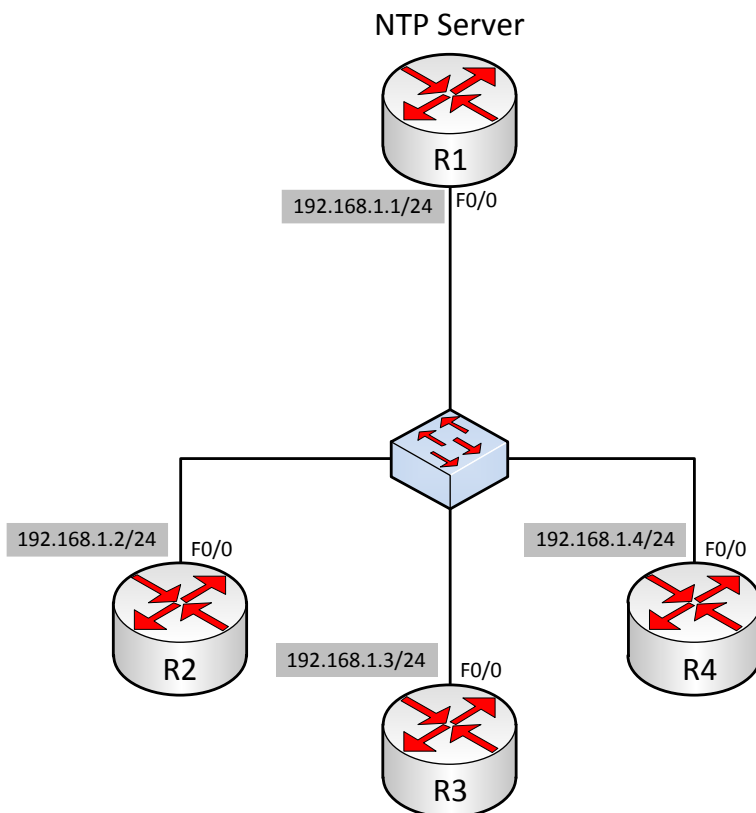 NTP Server
R1
192.168.1.1/24
F0/0
192.168.1.2/24
F0/0
R2
192.168.1.3/24
F0/0
R3
192.168.1.4/24
F0/0
R4